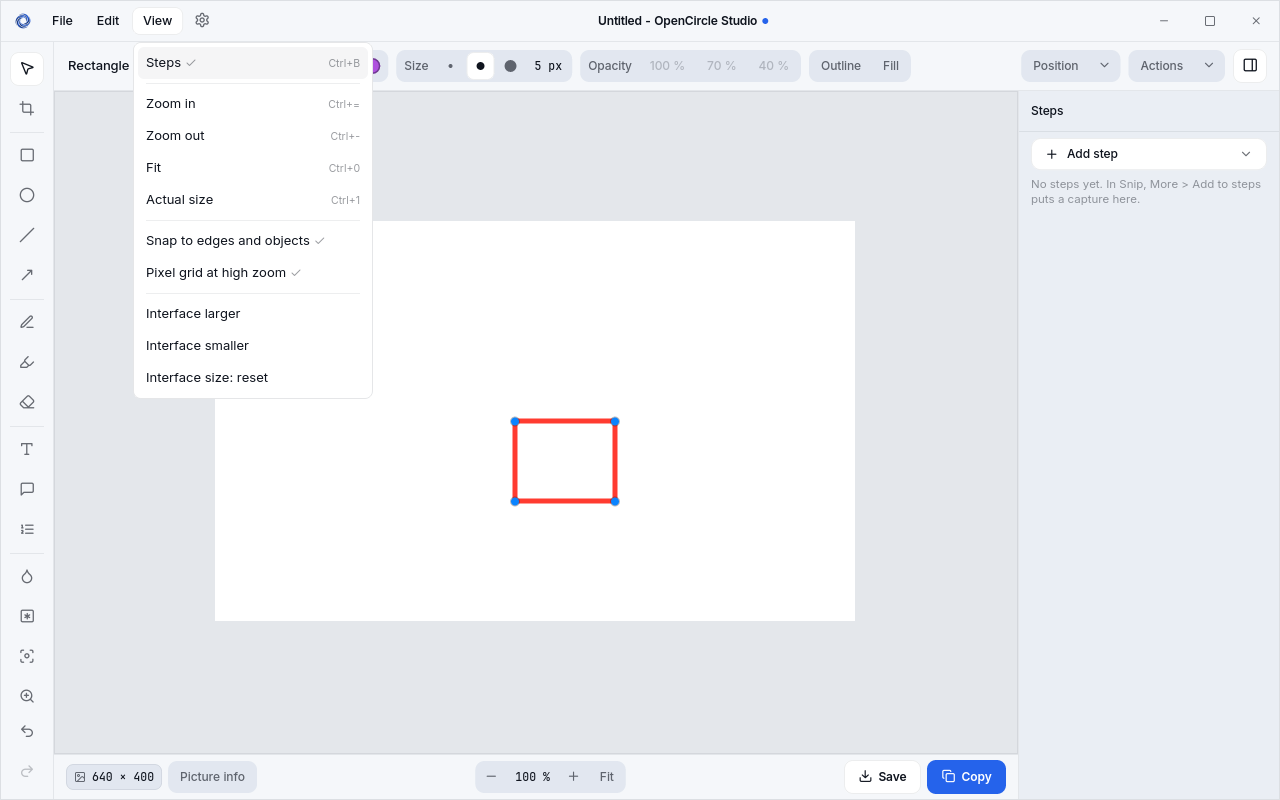 File Edit View Untitled - OpenCircle Studio
Rectangle Size 5 px Opacity 100 % 70 % 40 % Outline Fill Position Actions
Steps Ctrl+B
Zoom in Ctrl+=
Zoom out Ctrl+-
Fit Ctrl+0
Actual size Ctrl+1
Snap to edges and objects
Pixel grid at high zoom
Interface larger
Interface smaller
Interface size: reset
Steps
Add step
No steps yet. In Snip, More > Add to steps
puts a capture here.
640 × 400 Picture info 100 % Fit Save Copy